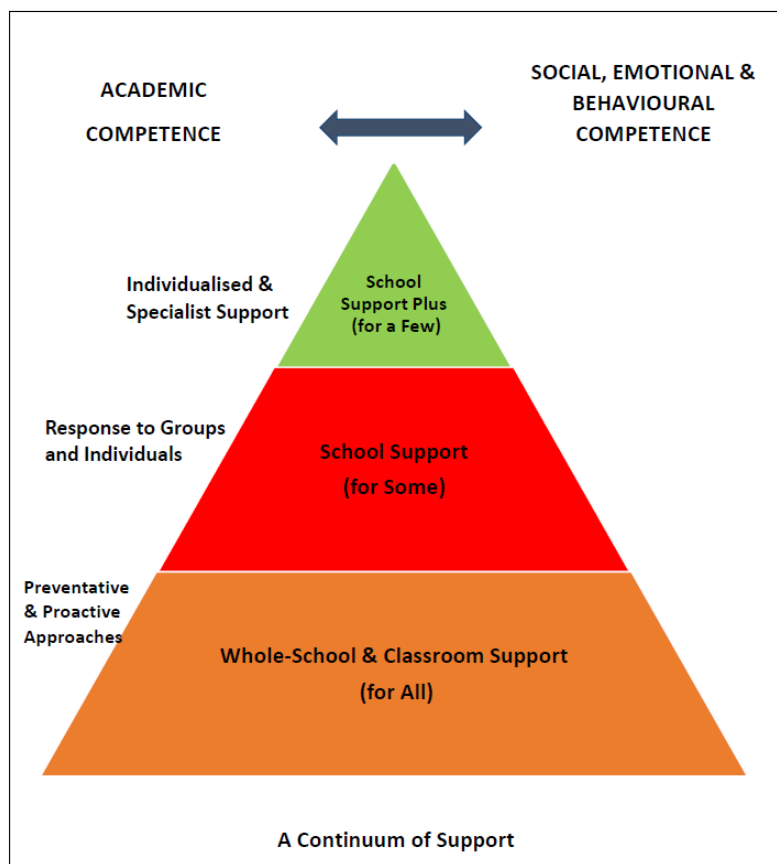 ACADEMIC
COMPETENCE
SOCIAL, EMOTIONAL &
BEHAVIOURAL
COMPETENCE
Individualised &
Specialist Support
School
Support Plus
(for a Few)
Response to Groups
and Individuals
School Support
(for Some)
Preventative
& Proactive
Approaches
Whole-School & Classroom Support
(for All)
A Continuum of Support